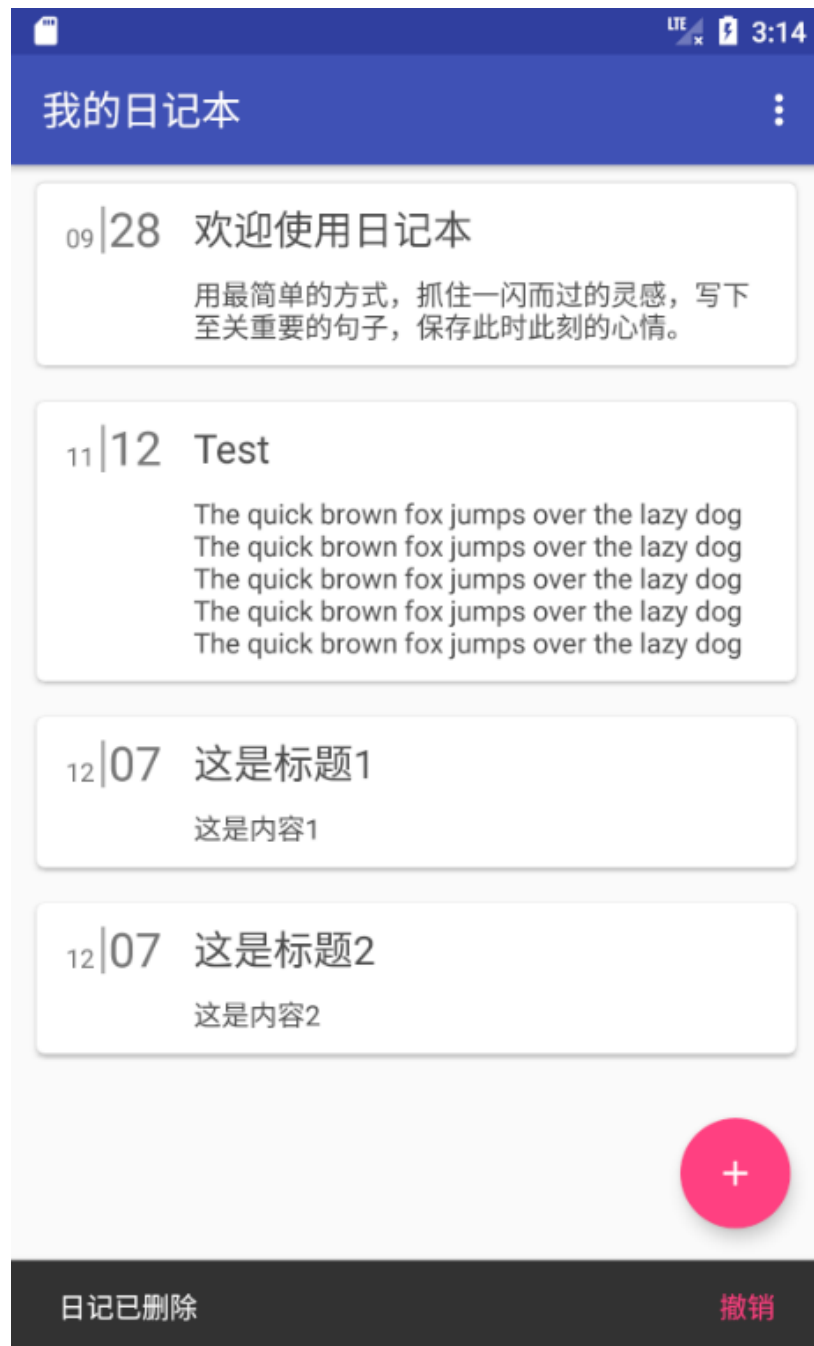 LTE 3:14
我的日记本
09 28 欢迎使用日记本
用最简单的方式，抓住一闪而过的灵感，写下
至关重要的句子，保存此时此刻的心情。
11 12 Test
The quick brown fox jumps over the lazy dog
The quick brown fox jumps over the lazy dog
The quick brown fox jumps over the lazy dog
The quick brown fox jumps over the lazy dog
The quick brown fox jumps over the lazy dog
12 07 这是标题1
这是内容1
12 07 这是标题2
这是内容2
日记已删除 撤销